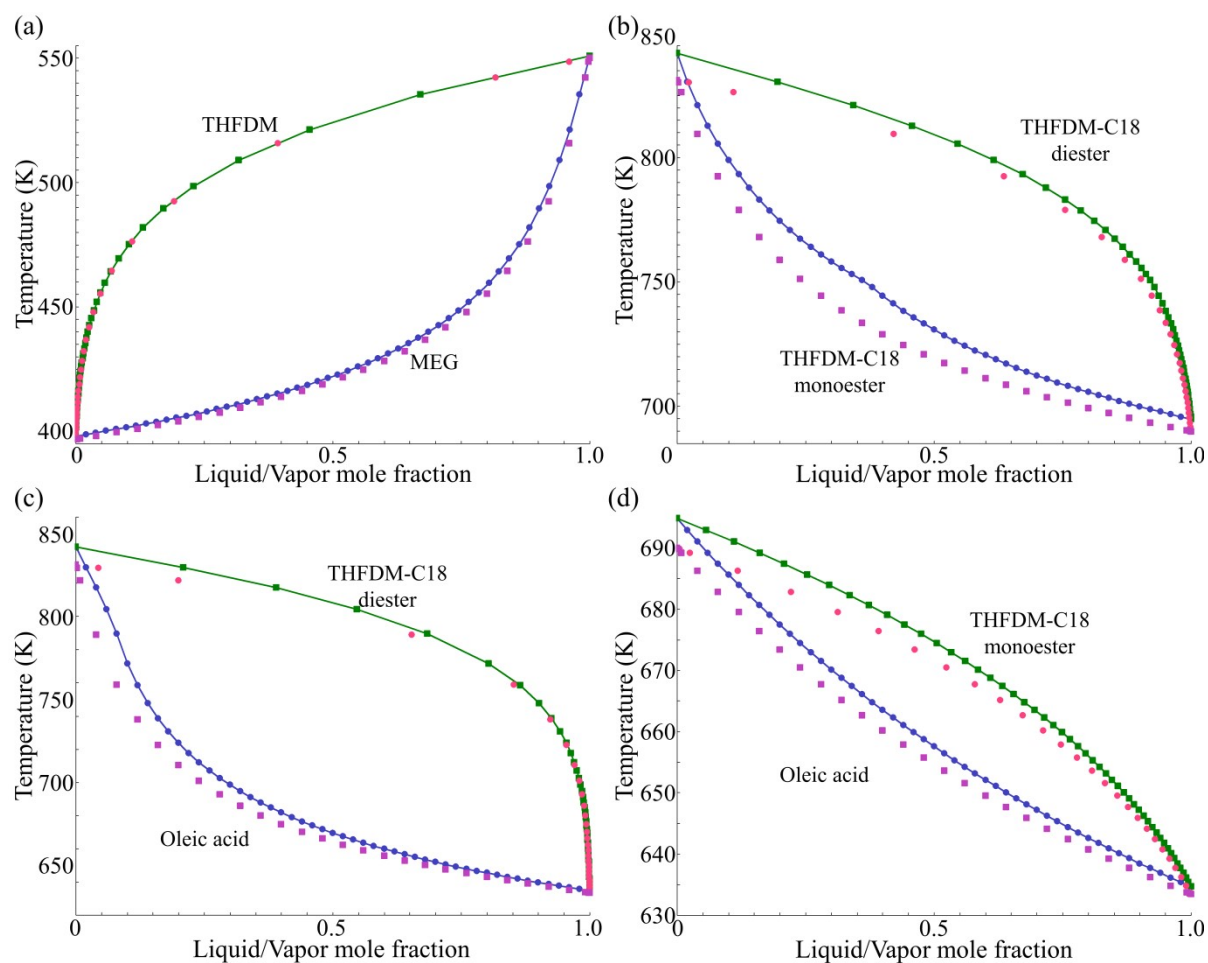 (a)
550
500
450
400
Temperature (K)
THFDM
MEG
0
0.5
1.0
Liquid/Vapor mole fraction
(b)
850
800
750
700
Temperature (K)
THFDM-C18
diester
THFDM-C18
monoester
0
0.5
1.0
Liquid/Vapor mole fraction
(c)
850
800
750
700
650
Temperature (K)
THFDM-C18
diester
Oleic acid
0
0.5
1.0
Liquid/Vapor mole fraction
(d)
690
680
670
660
650
640
630
Temperature (K)
THFDM-C18
monoester
Oleic acid
0
0.5
1.0
Liquid/Vapor mole fraction